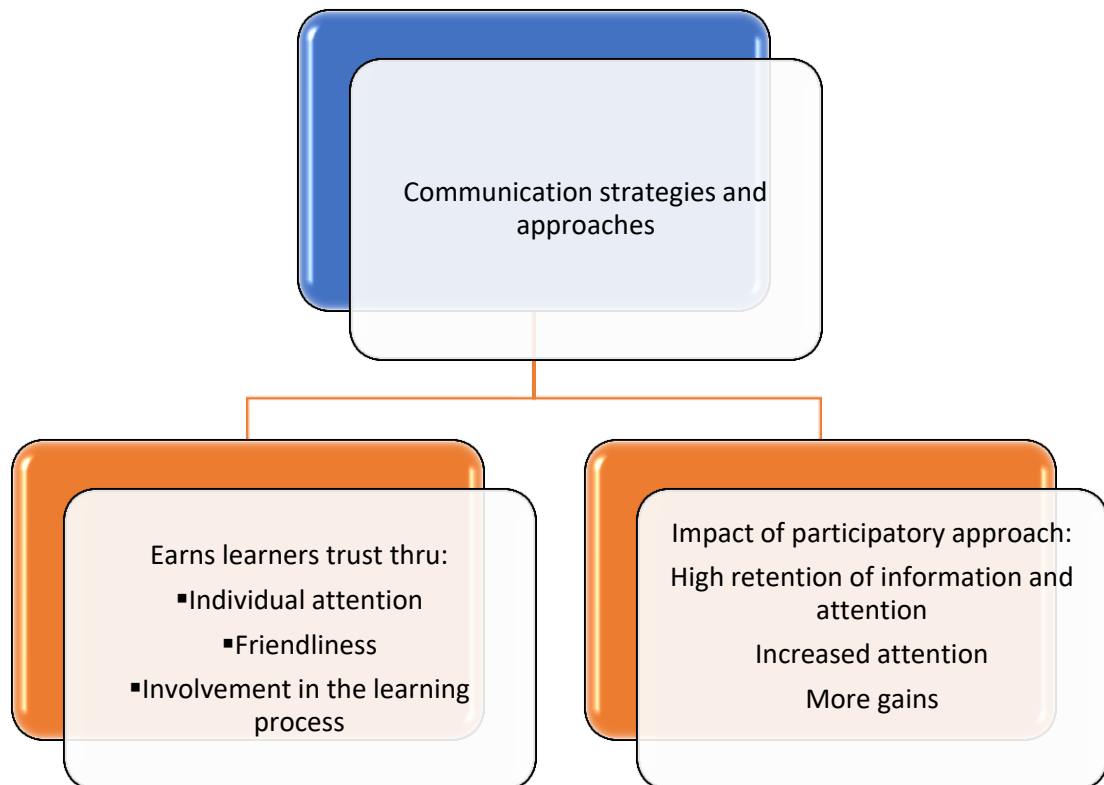 Communication strategies and
approaches
Earns learners trust thru:
▪Individual attention
▪Friendliness
▪Involvement in the learning
process
Impact of participatory approach:
High retention of information and
attention
Increased attention
More gains